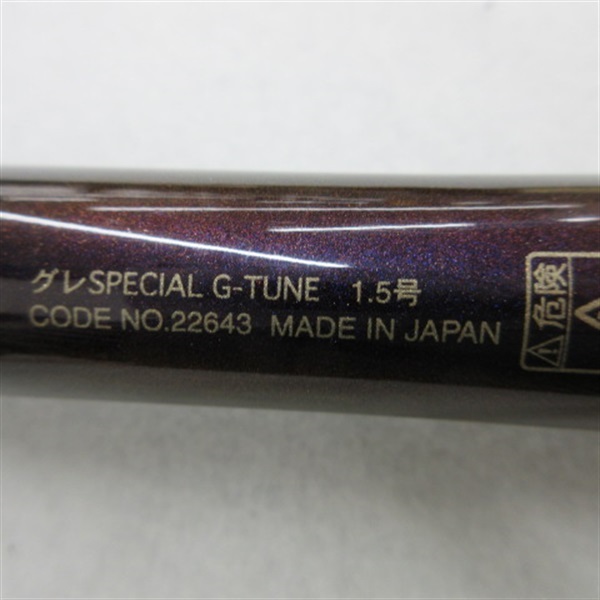 グレSPECIAL G-TUNE 1.5号
CODE NO.22643 MADE IN JAPAN
危険